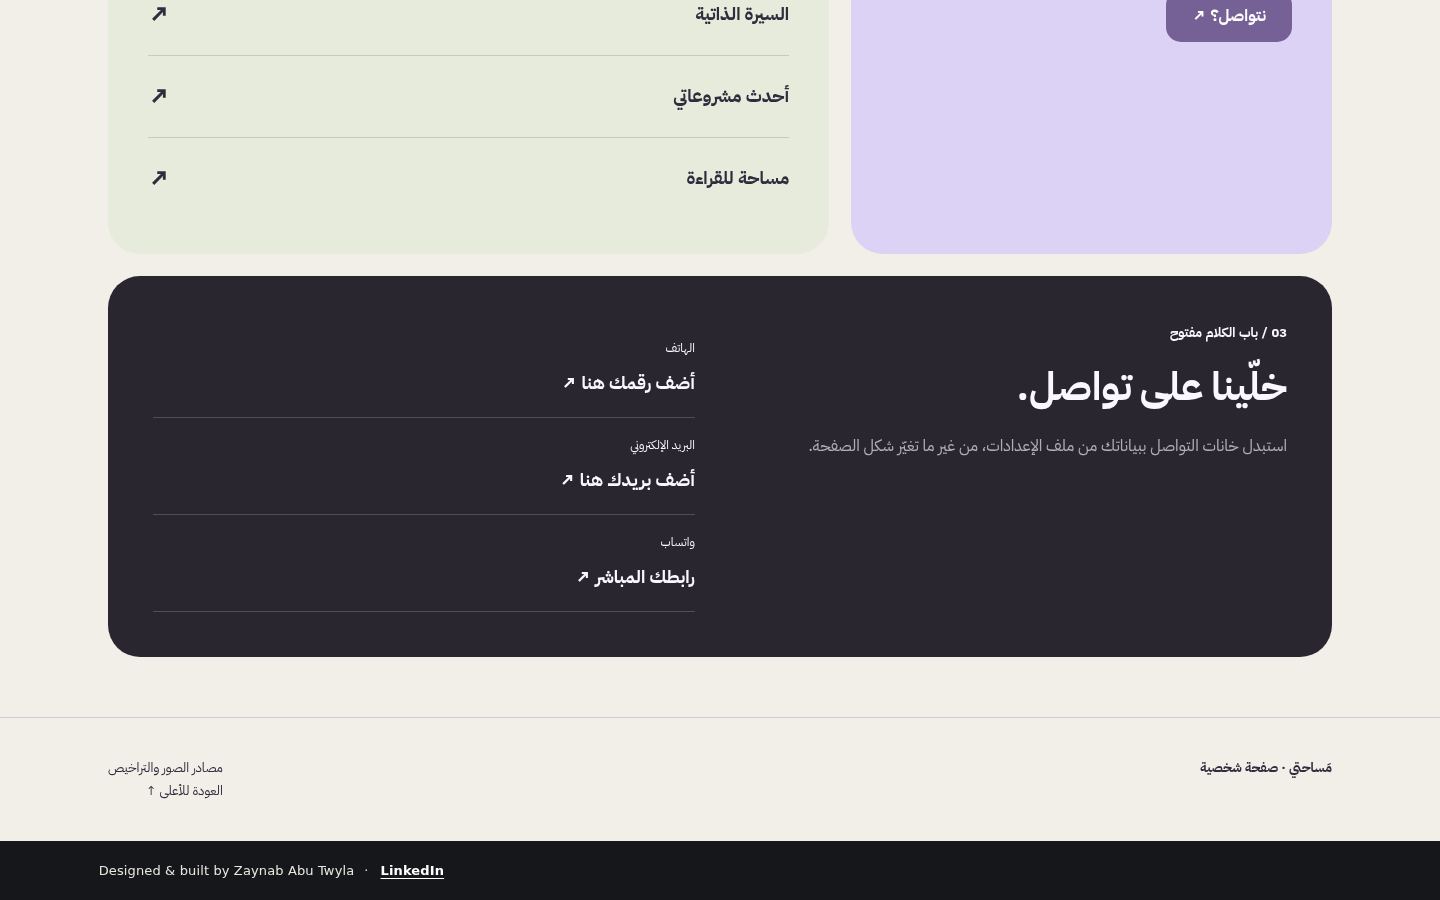 نتواصل؟ ↗
السيرة الذاتية ↗
أحدث مشروعاتي ↗
مساحة للقراءة ↗
03 / باب الكلام مفتوح
خلّينا على تواصل.
استبدل خانات التواصل ببياناتك من ملف الإعدادات، من غير ما تغيّر شكل الصفحة.
الهاتف
أضف رقمك هنا ↗
البريد الإلكتروني
أضف بريدك هنا ↗
واتساب
رابطك المباشر ↗
مَساحتي · صفحة شخصية
مصادر الصور والتراخيص
العودة للأعلى ↑
Designed & built by Zaynab Abu Twyla · LinkedIn